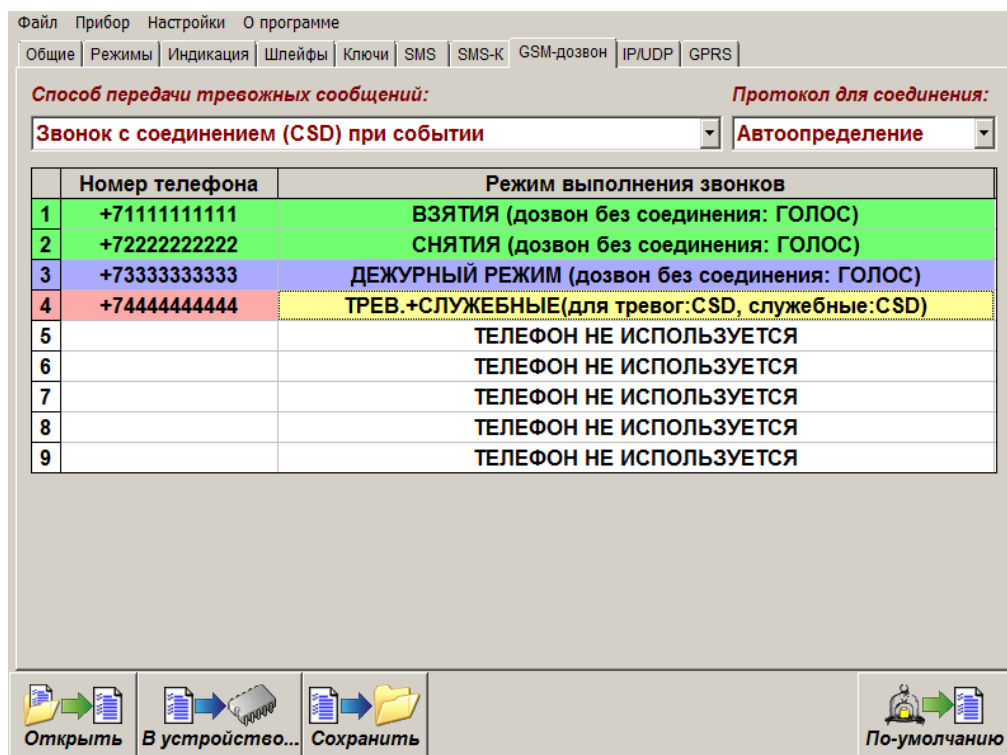 Файл Прибор Настройки О программе
Общие Режимы Индикация Шлейфы Ключи SMS SMS-K GSM-дозвон IP/UDP GPRS
Способ передачи тревожных сообщений: Протокол для соединения:
Звонок с соединением (CSD) при событии Автоопределение
Номер телефона Режим выполнения звонков
1 +71111111111 ВЗЯТИЯ (дозвон без соединения: ГОЛОС)
2 +72222222222 СНЯТИЯ (дозвон без соединения: ГОЛОС)
3 +73333333333 ДЕЖУРНЫЙ РЕЖИМ (дозвон без соединения: ГОЛОС)
4 +74444444444 ТРЕВ.+СЛУЖЕБНЫЕ(для тревог:CSD, служебные:CSD)
5 ТЕЛЕФОН НЕ ИСПОЛЬЗУЕТСЯ
6 ТЕЛЕФОН НЕ ИСПОЛЬЗУЕТСЯ
7 ТЕЛЕФОН НЕ ИСПОЛЬЗУЕТСЯ
8 ТЕЛЕФОН НЕ ИСПОЛЬЗУЕТСЯ
9 ТЕЛЕФОН НЕ ИСПОЛЬЗУЕТСЯ
Открыть В устройство... Сохранить По-умолчанию